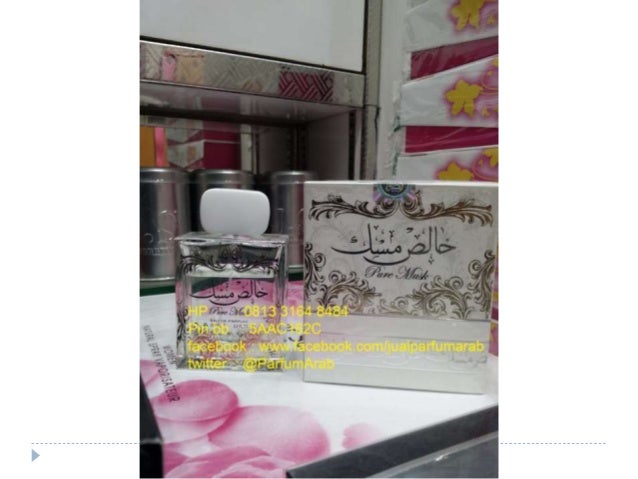 خالص مسك
Pure Musk
خالص مسك
Pure Musk
HP : 0813 3164 8484
Pin bb
facebook : www.facebook.com/jualparfumarab
twitter : @ParfumArab
VAPORISATEUR